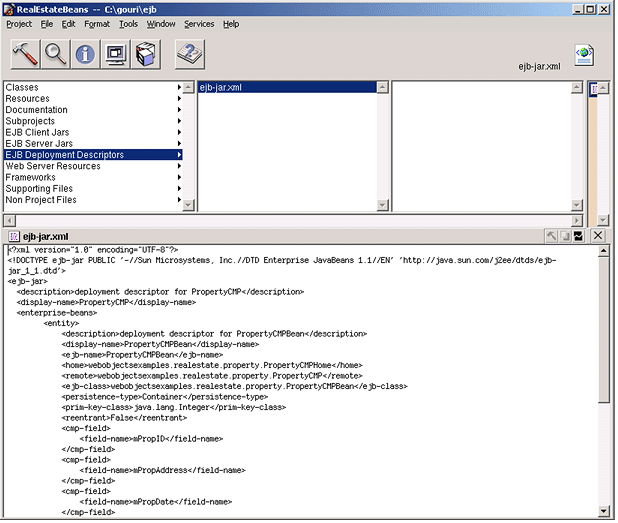 RealEstateBeans -- C:\gouri\ejb
Project File Edit Format Tools Window Services Help
ejb-jar.xml
Classes
Resources
Documentation
Subprojects
EJB Client Jars
EJB Server Jars
EJB Deployment Descriptors
Web Server Resources
Frameworks
Supporting Files
Non Project Files
ejb-jar.xml
ejb-jar.xml
<?xml version="1.0" encoding="UTF-8"?>
<!DOCTYPE ejb-jar PUBLIC '-//Sun Microsystems, Inc.//DTD Enterprise JavaBeans 1.1//EN' 'http://java.sun.com/j2ee/dtds/ejb-
jar_1_1.dtd'>
<ejb-jar>
<description>deployment descriptor for PropertyCMP</description>
<display-name>PropertyCMP</display-name>
<enterprise-beans>
<entity>
<description>deployment descriptor for PropertyCMPBean</description>
<display-name>PropertyCMPBean</display-name>
<ejb-name>PropertyCMPBean</ejb-name>
<home>webobjectsexamples.realestate.property.PropertyCMPHome</home>
<remote>webobjectsexamples.realestate.property.PropertyCMP</remote>
<ejb-class>webobjectsexamples.realestate.property.PropertyCMPBean</ejb-class>
<persistence-type>Container</persistence-type>
<prim-key-class>java.lang.Integer</prim-key-class>
<reentrant>False</reentrant>
<cmp-field>
<field-name>mPropID</field-name>
</cmp-field>
<cmp-field>
<field-name>mPropAddress</field-name>
</cmp-field>
<cmp-field>
<field-name>mPropDate</field-name>
</cmp-field>